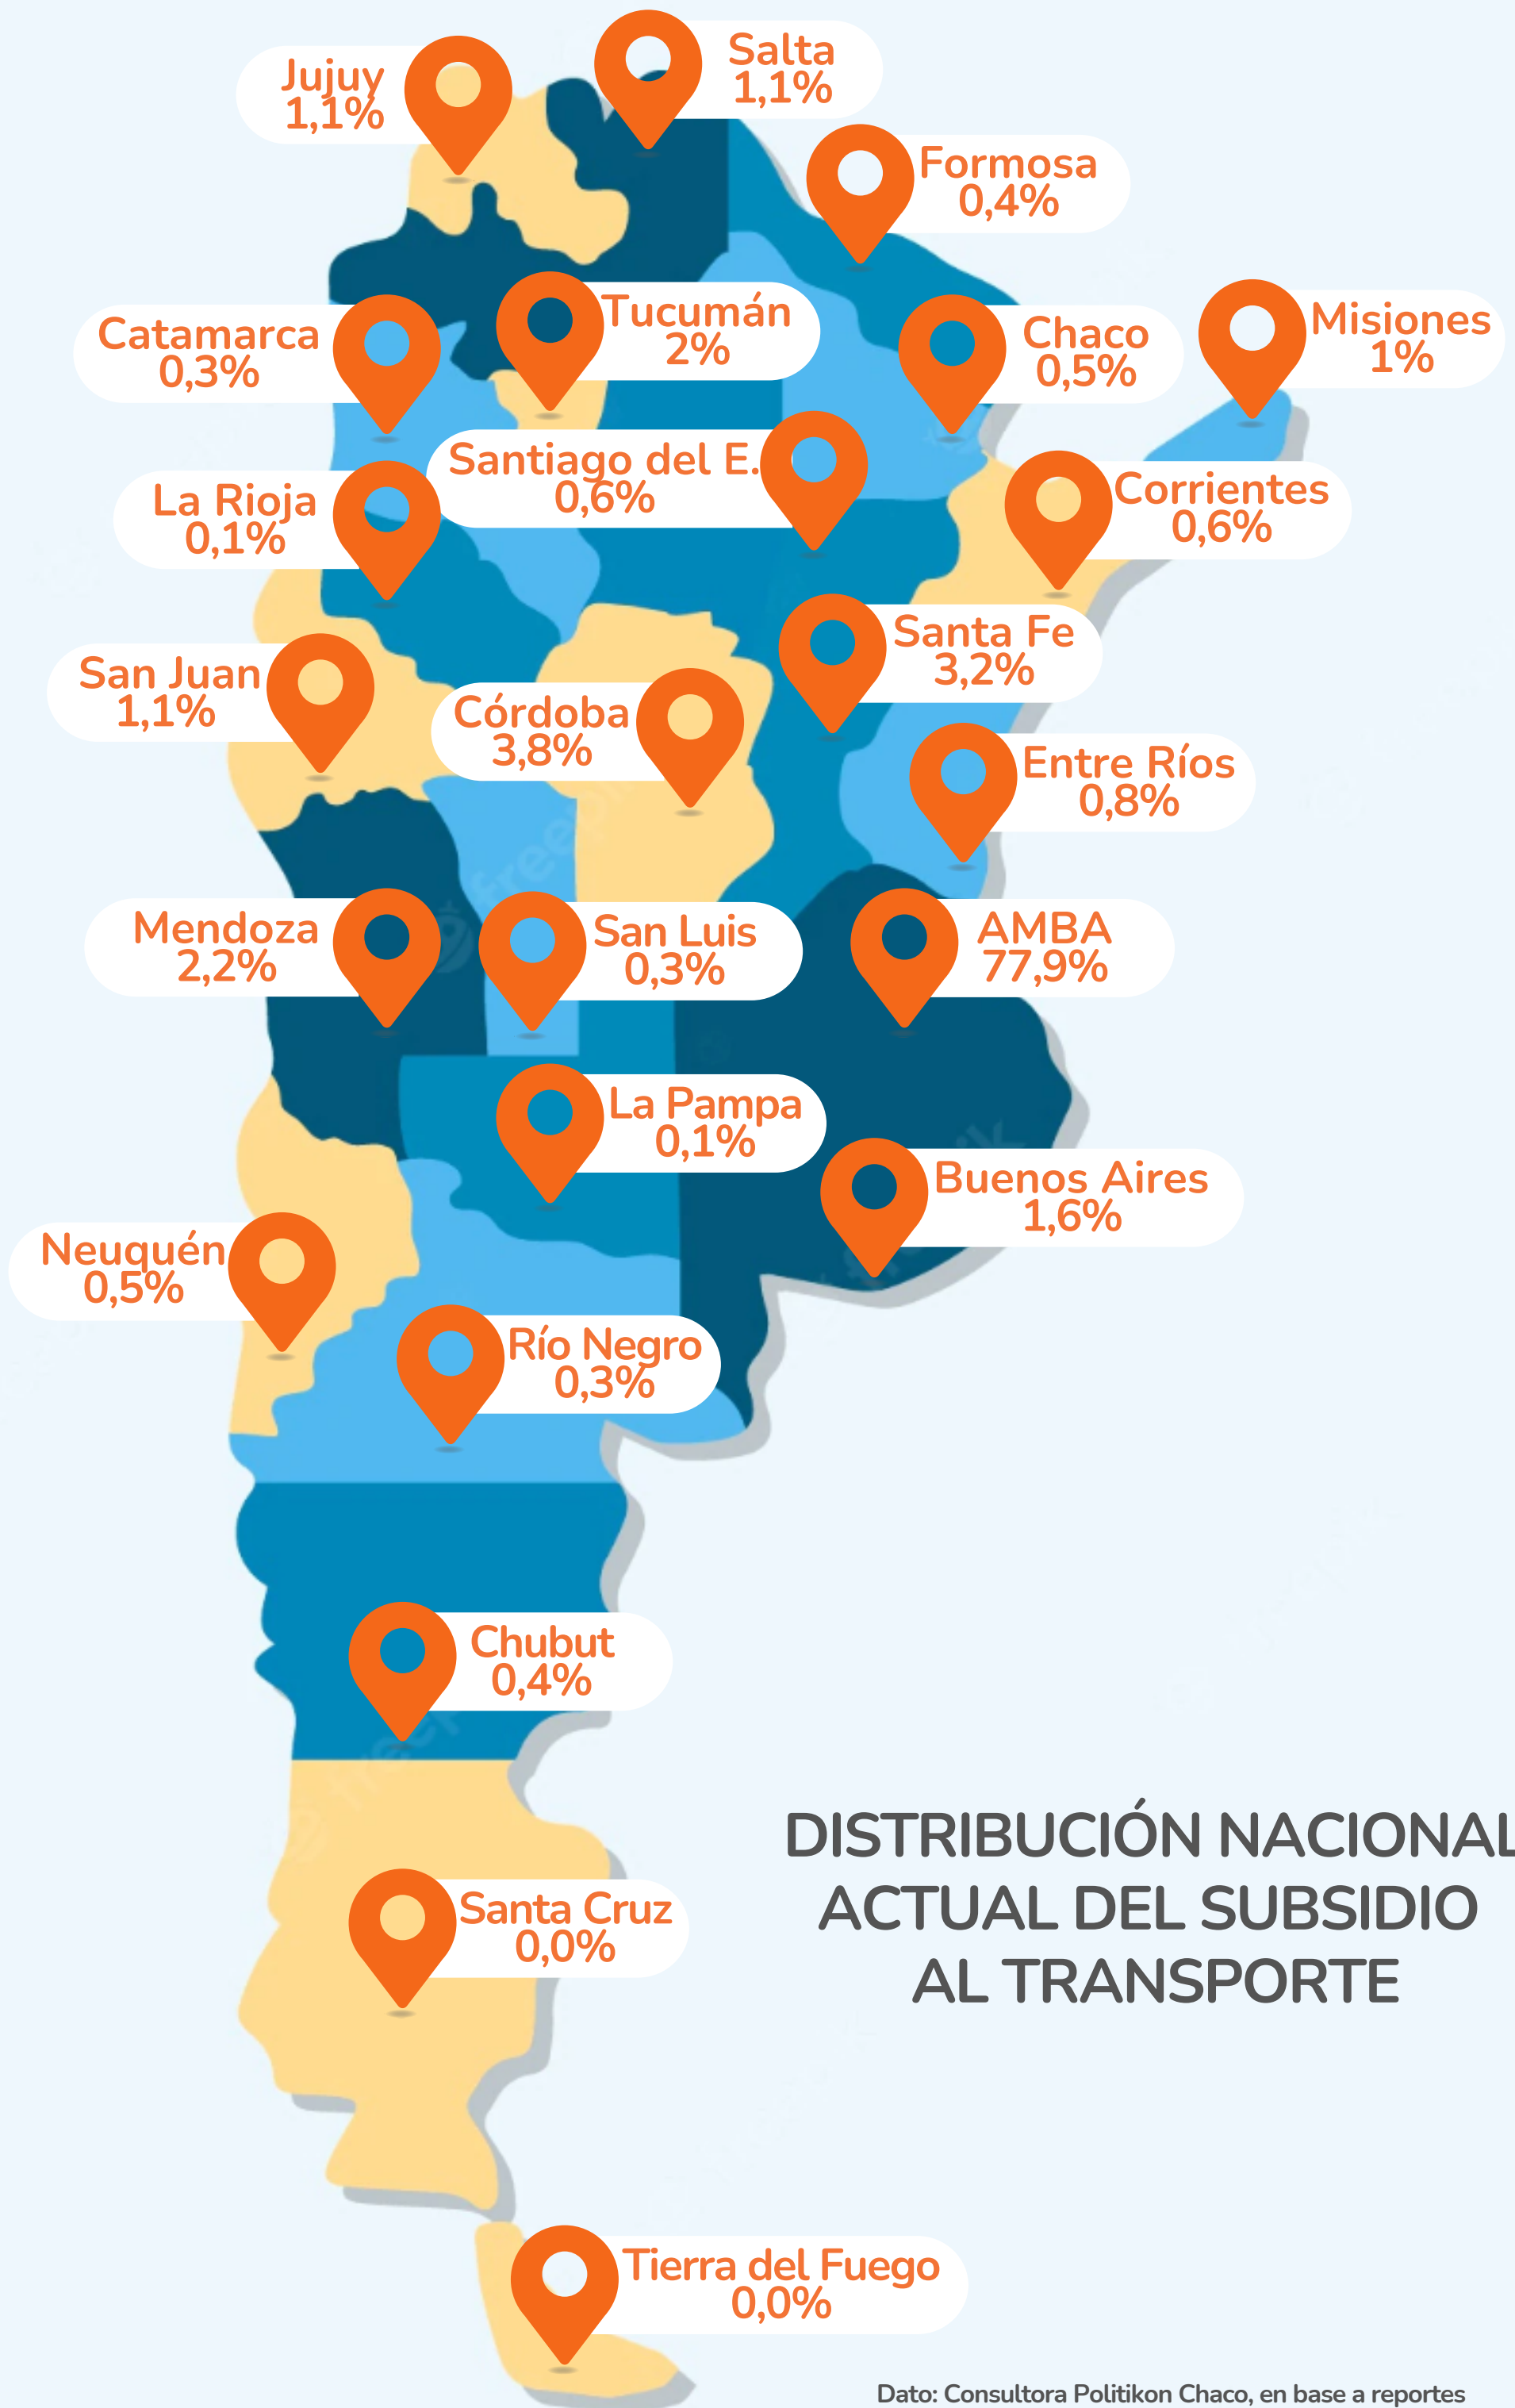 Salta
1,1%
Jujuy
1,1%
Formosa
0,4%
Tucumán
2%
Misiones
1%
Catamarca
0,3%
Chaco
0,5%
Santiago del E.
0,6%
Corrientes
0,6%
La Rioja
0,1%
Santa Fe
3,2%
San Juan
1,1%
Córdoba
3,8%
Entre Ríos
0,8%
Mendoza
2,2%
San Luis
0,3%
AMBA
77,9%
La Pampa
0,1%
Buenos Aires
1,6%
Neuquén
0,5%
Río Negro
0,3%
Chubut
0,4%
DISTRIBUCIÓN NACIONAL
ACTUAL DEL SUBSIDIO
AL TRANSPORTE
Santa Cruz
0,0%
Tierra del Fuego
0,0%
Dato: Consultora Politikon Chaco, en base a reportes